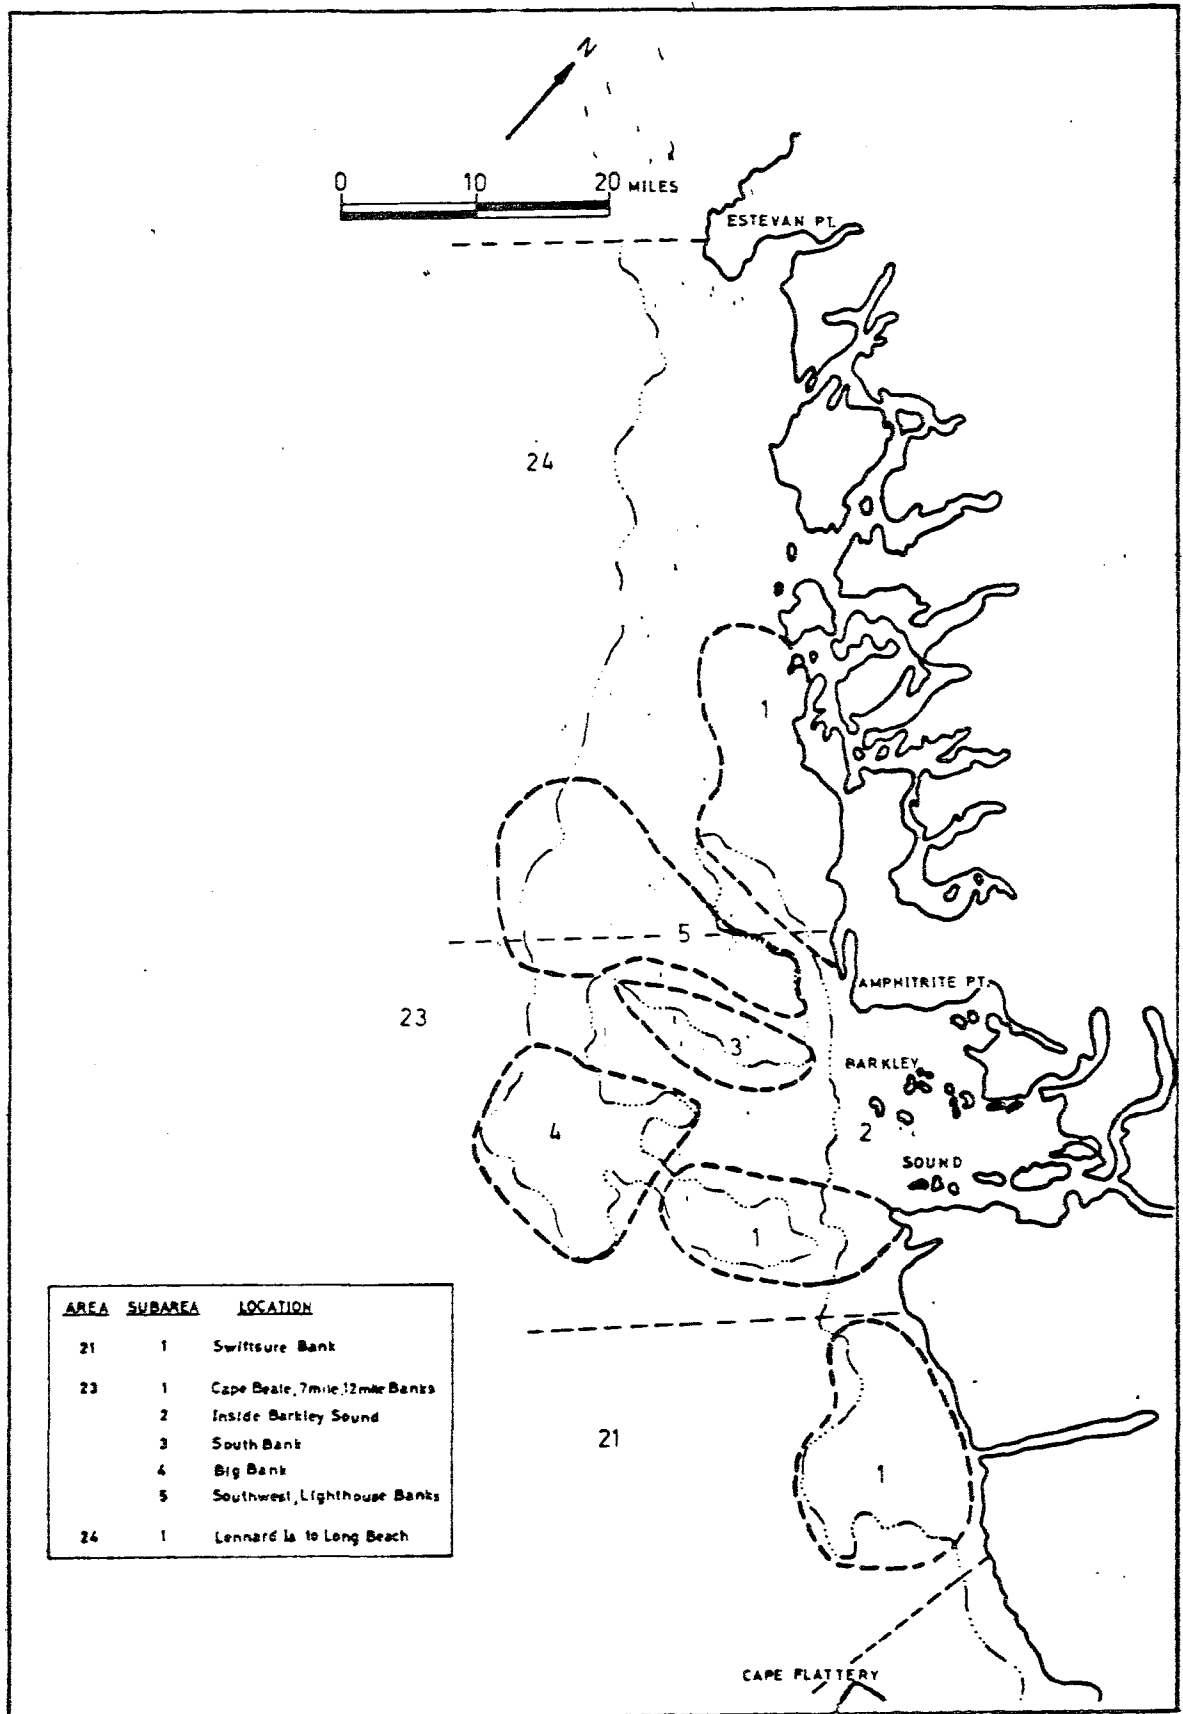 N
0 10 20 MILES
ESTEVAN PT.
24
1
5
AMPHITRITE PT.
23
3
BARKLEY
4
2
SOUND
1
21
1
CAPE FLATTERY
AREA SUBAREA LOCATION
21 1 Swiftsure Bank
23 1 Cape Beale, 7mile, 12mile Banks
2 Inside Barkley Sound
3 South Bank
4 Big Bank
5 Southwest, Lighthouse Banks
24 1 Lennard Is to Long Beach